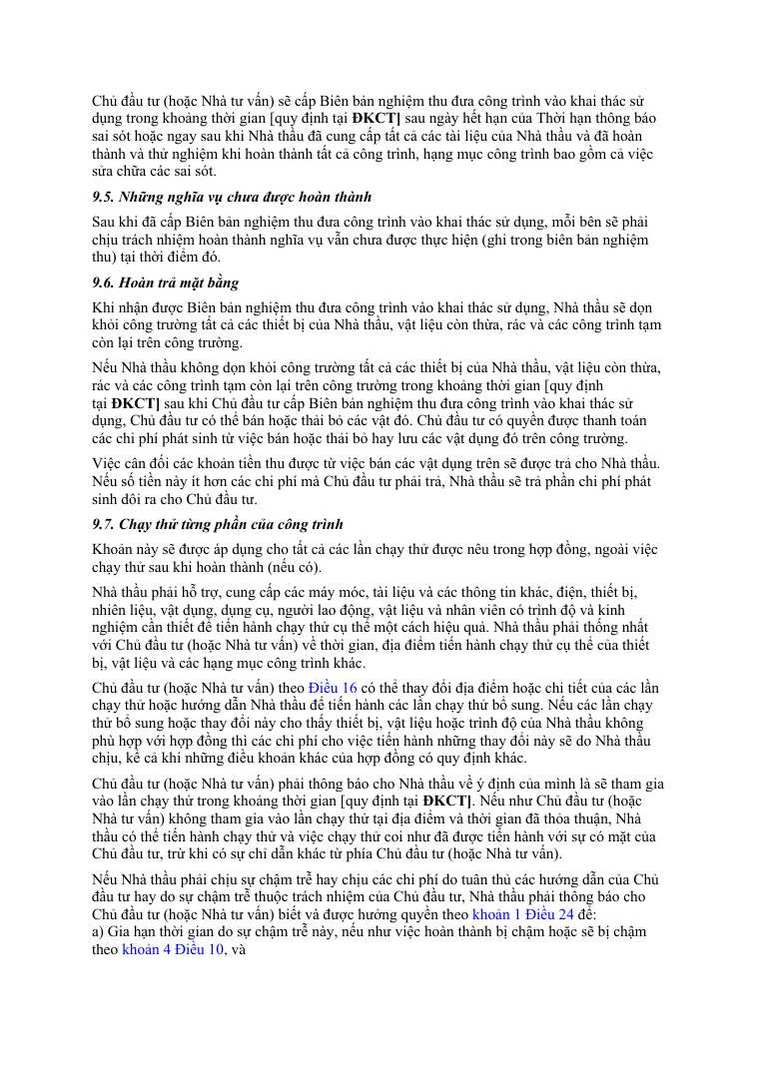 Chủ đầu tư (hoặc Nhà tư vấn) sẽ cấp Biên bản nghiệm thu đưa công trình vào khai thác sử
dụng trong khoảng thời gian [quy định tại ĐKCT] sau ngày hết hạn của Thời hạn thông báo
sai sót hoặc ngay sau khi Nhà thầu đã cung cấp tất cả các tài liệu của Nhà thầu và đã hoàn
thành và thử nghiệm khi hoàn thành tất cả công trình, hạng mục công trình bao gồm cả việc
sửa chữa các sai sót.
9.5. Những nghĩa vụ chưa được hoàn thành
Sau khi đã cấp Biên bản nghiệm thu đưa công trình vào khai thác sử dụng, mỗi bên sẽ phải
chịu trách nhiệm hoàn thành nghĩa vụ vẫn chưa được thực hiện (ghi trong biên bản nghiệm
thu) tại thời điểm đó.
9.6. Hoàn trả mặt bằng
Khi nhận được Biên bản nghiệm thu đưa công trình vào khai thác sử dụng, Nhà thầu sẽ dọn
khỏi công trường tất cả các thiết bị của Nhà thầu, vật liệu còn thừa, rác và các công trình tạm
còn lại trên công trường.
Nếu Nhà thầu không dọn khỏi công trường tất cả các thiết bị của Nhà thầu, vật liệu còn thừa,
rác và các công trình tạm còn lại trên công trường trong khoảng thời gian [quy định
tại ĐKCT] sau khi Chủ đầu tư cấp Biên bản nghiệm thu đưa công trình vào khai thác sử
dụng, Chủ đầu tư có thể bán hoặc thải bỏ các vật đó. Chủ đầu tư có quyền được thanh toán
các chi phí phát sinh từ việc bán hoặc thải bỏ hay lưu các vật dụng đó trên công trường.
Việc cân đối các khoản tiền thu được từ việc bán các vật dụng trên sẽ được trả cho Nhà thầu.
Nếu số tiền này ít hơn các chi phí mà Chủ đầu tư phải trả, Nhà thầu sẽ trả phần chi phí phát
sinh dôi ra cho Chủ đầu tư.
9.7. Chạy thử từng phần của công trình
Khoản này sẽ được áp dụng cho tất cả các lần chạy thử được nêu trong hợp đồng, ngoài việc
chạy thử sau khi hoàn thành (nếu có).
Nhà thầu phải hỗ trợ, cung cấp các máy móc, tài liệu và các thông tin khác, điện, thiết bị,
nhiên liệu, vật dụng, dụng cụ, người lao động, vật liệu và nhân viên có trình độ và kinh
nghiệm cần thiết để tiến hành chạy thử cụ thể một cách hiệu quả. Nhà thầu phải thống nhất
với Chủ đầu tư (hoặc Nhà tư vấn) về thời gian, địa điểm tiến hành chạy thử cụ thể của thiết
bị, vật liệu và các hạng mục công trình khác.
Chủ đầu tư (hoặc Nhà tư vấn) theo Điều 16 có thể thay đổi địa điểm hoặc chi tiết của các lần
chạy thử hoặc hướng dẫn Nhà thầu để tiến hành các lần chạy thử bổ sung. Nếu các lần chạy
thử bổ sung hoặc thay đổi này cho thấy thiết bị, vật liệu hoặc trình độ của Nhà thầu không
phù hợp với hợp đồng thì các chi phí cho việc tiến hành những thay đổi này sẽ do Nhà thầu
chịu, kể cả khi những điều khoản khác của hợp đồng có quy định khác.
Chủ đầu tư (hoặc Nhà tư vấn) phải thông báo cho Nhà thầu về ý định của mình là sẽ tham gia
vào lần chạy thử trong khoảng thời gian [quy định tại ĐKCT]. Nếu như Chủ đầu tư (hoặc
Nhà tư vấn) không tham gia vào lần chạy thử tại địa điểm và thời gian đã thỏa thuận, Nhà
thầu có thể tiến hành chạy thử và việc chạy thử coi như đã được tiến hành với sự có mặt của
Chủ đầu tư, trừ khi có sự chỉ dẫn khác từ phía Chủ đầu tư (hoặc Nhà tư vấn).
Nếu Nhà thầu phải chịu sự chậm trễ hay chịu các chi phí do tuân thủ các hướng dẫn của Chủ
đầu tư hay do sự chậm trễ thuộc trách nhiệm của Chủ đầu tư, Nhà thầu phải thông báo cho
Chủ đầu tư (hoặc Nhà tư vấn) biết và được hưởng quyền theo khoản 1 Điều 24 để:
a) Gia hạn thời gian do sự chậm trễ này, nếu như việc hoàn thành bị chậm hoặc sẽ bị chậm
theo khoản 4 Điều 10, và